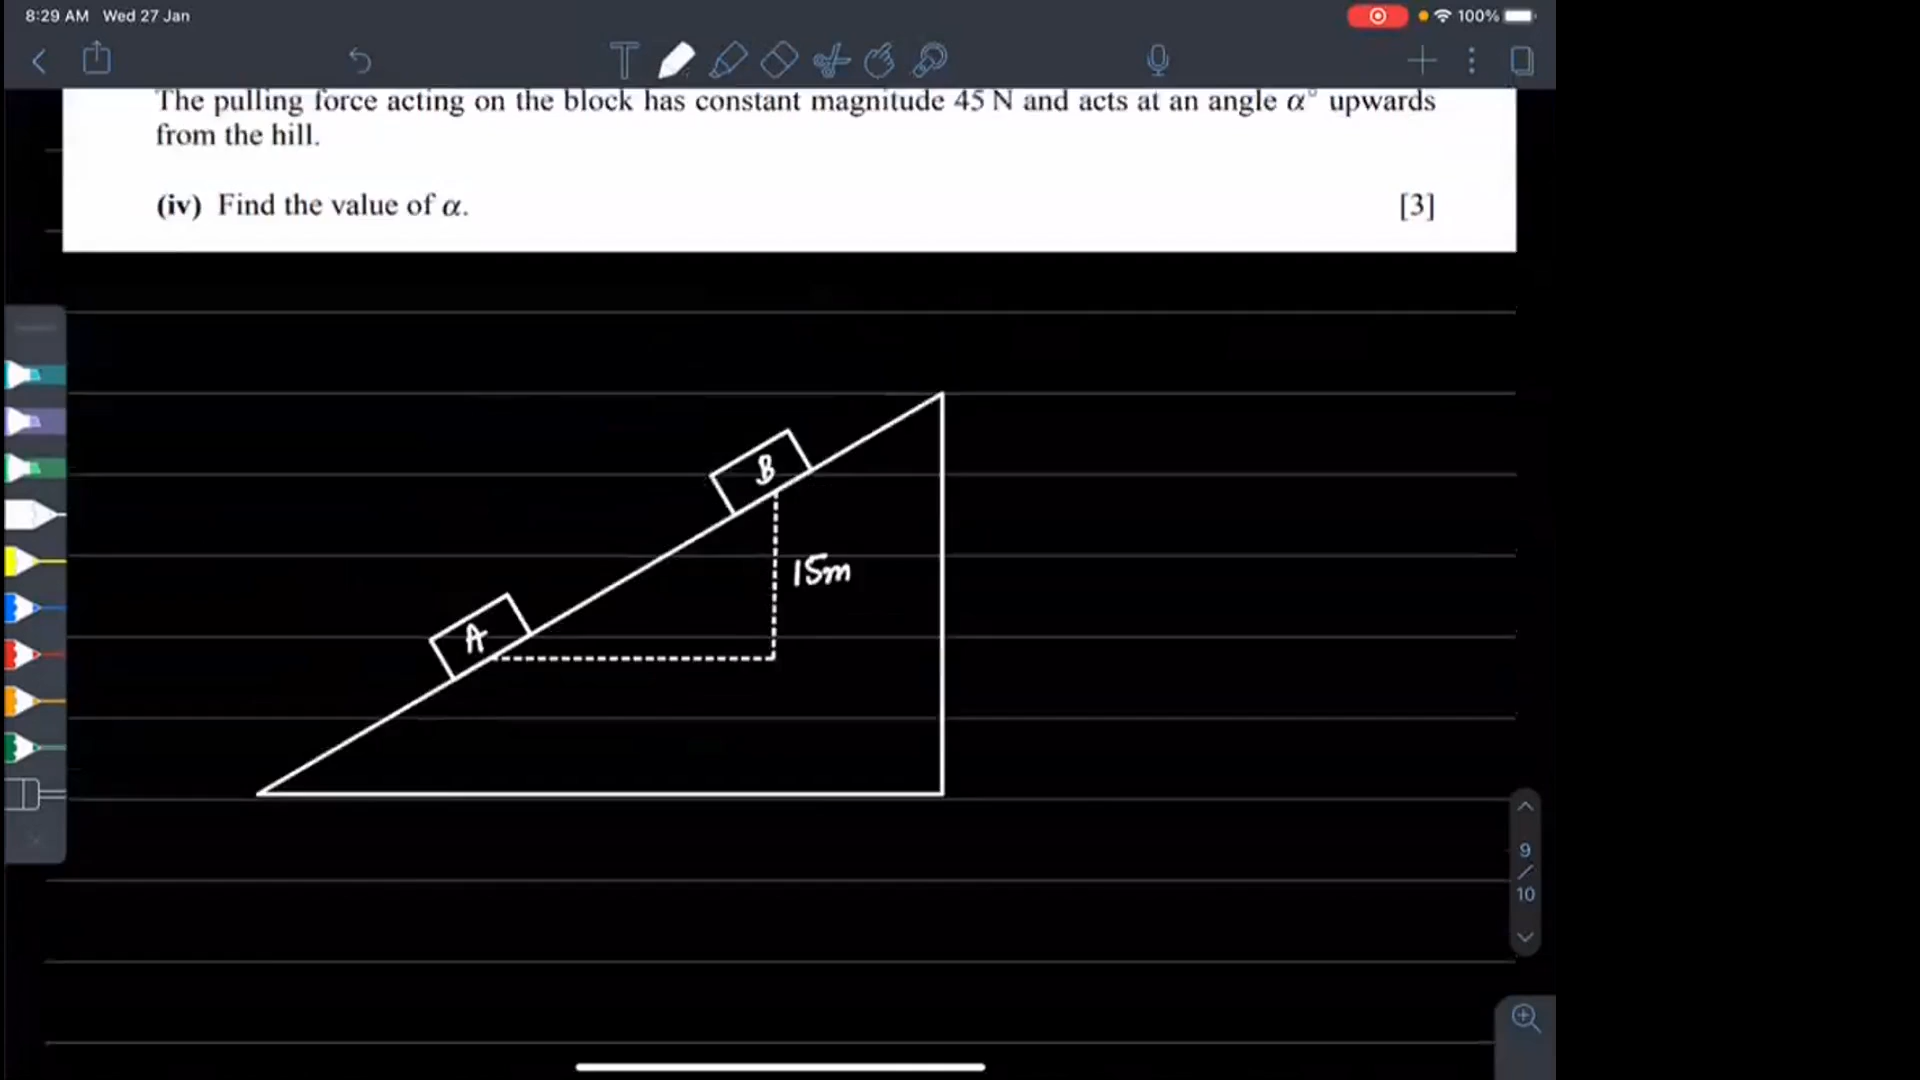 8:29 AM Wed 27 Jan
100%
The pulling force acting on the block has constant magnitude 45 N and acts at an angle α° upwards
from the hill.
(iv) Find the value of α. [3]
B
15m
A
9
/
10